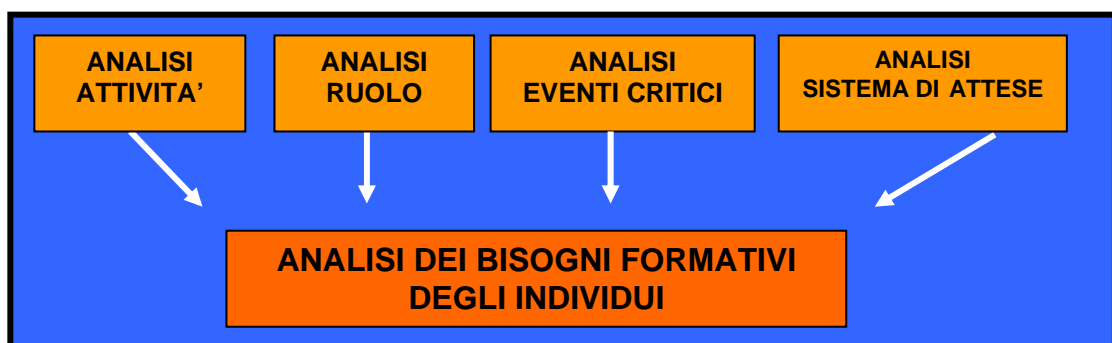 ANALISI
ATTIVITA’
ANALISI
RUOLO
ANALISI
EVENTI CRITICI
ANALISI
SISTEMA DI ATTESE
ANALISI DEI BISOGNI FORMATIVI
DEGLI INDIVIDUI